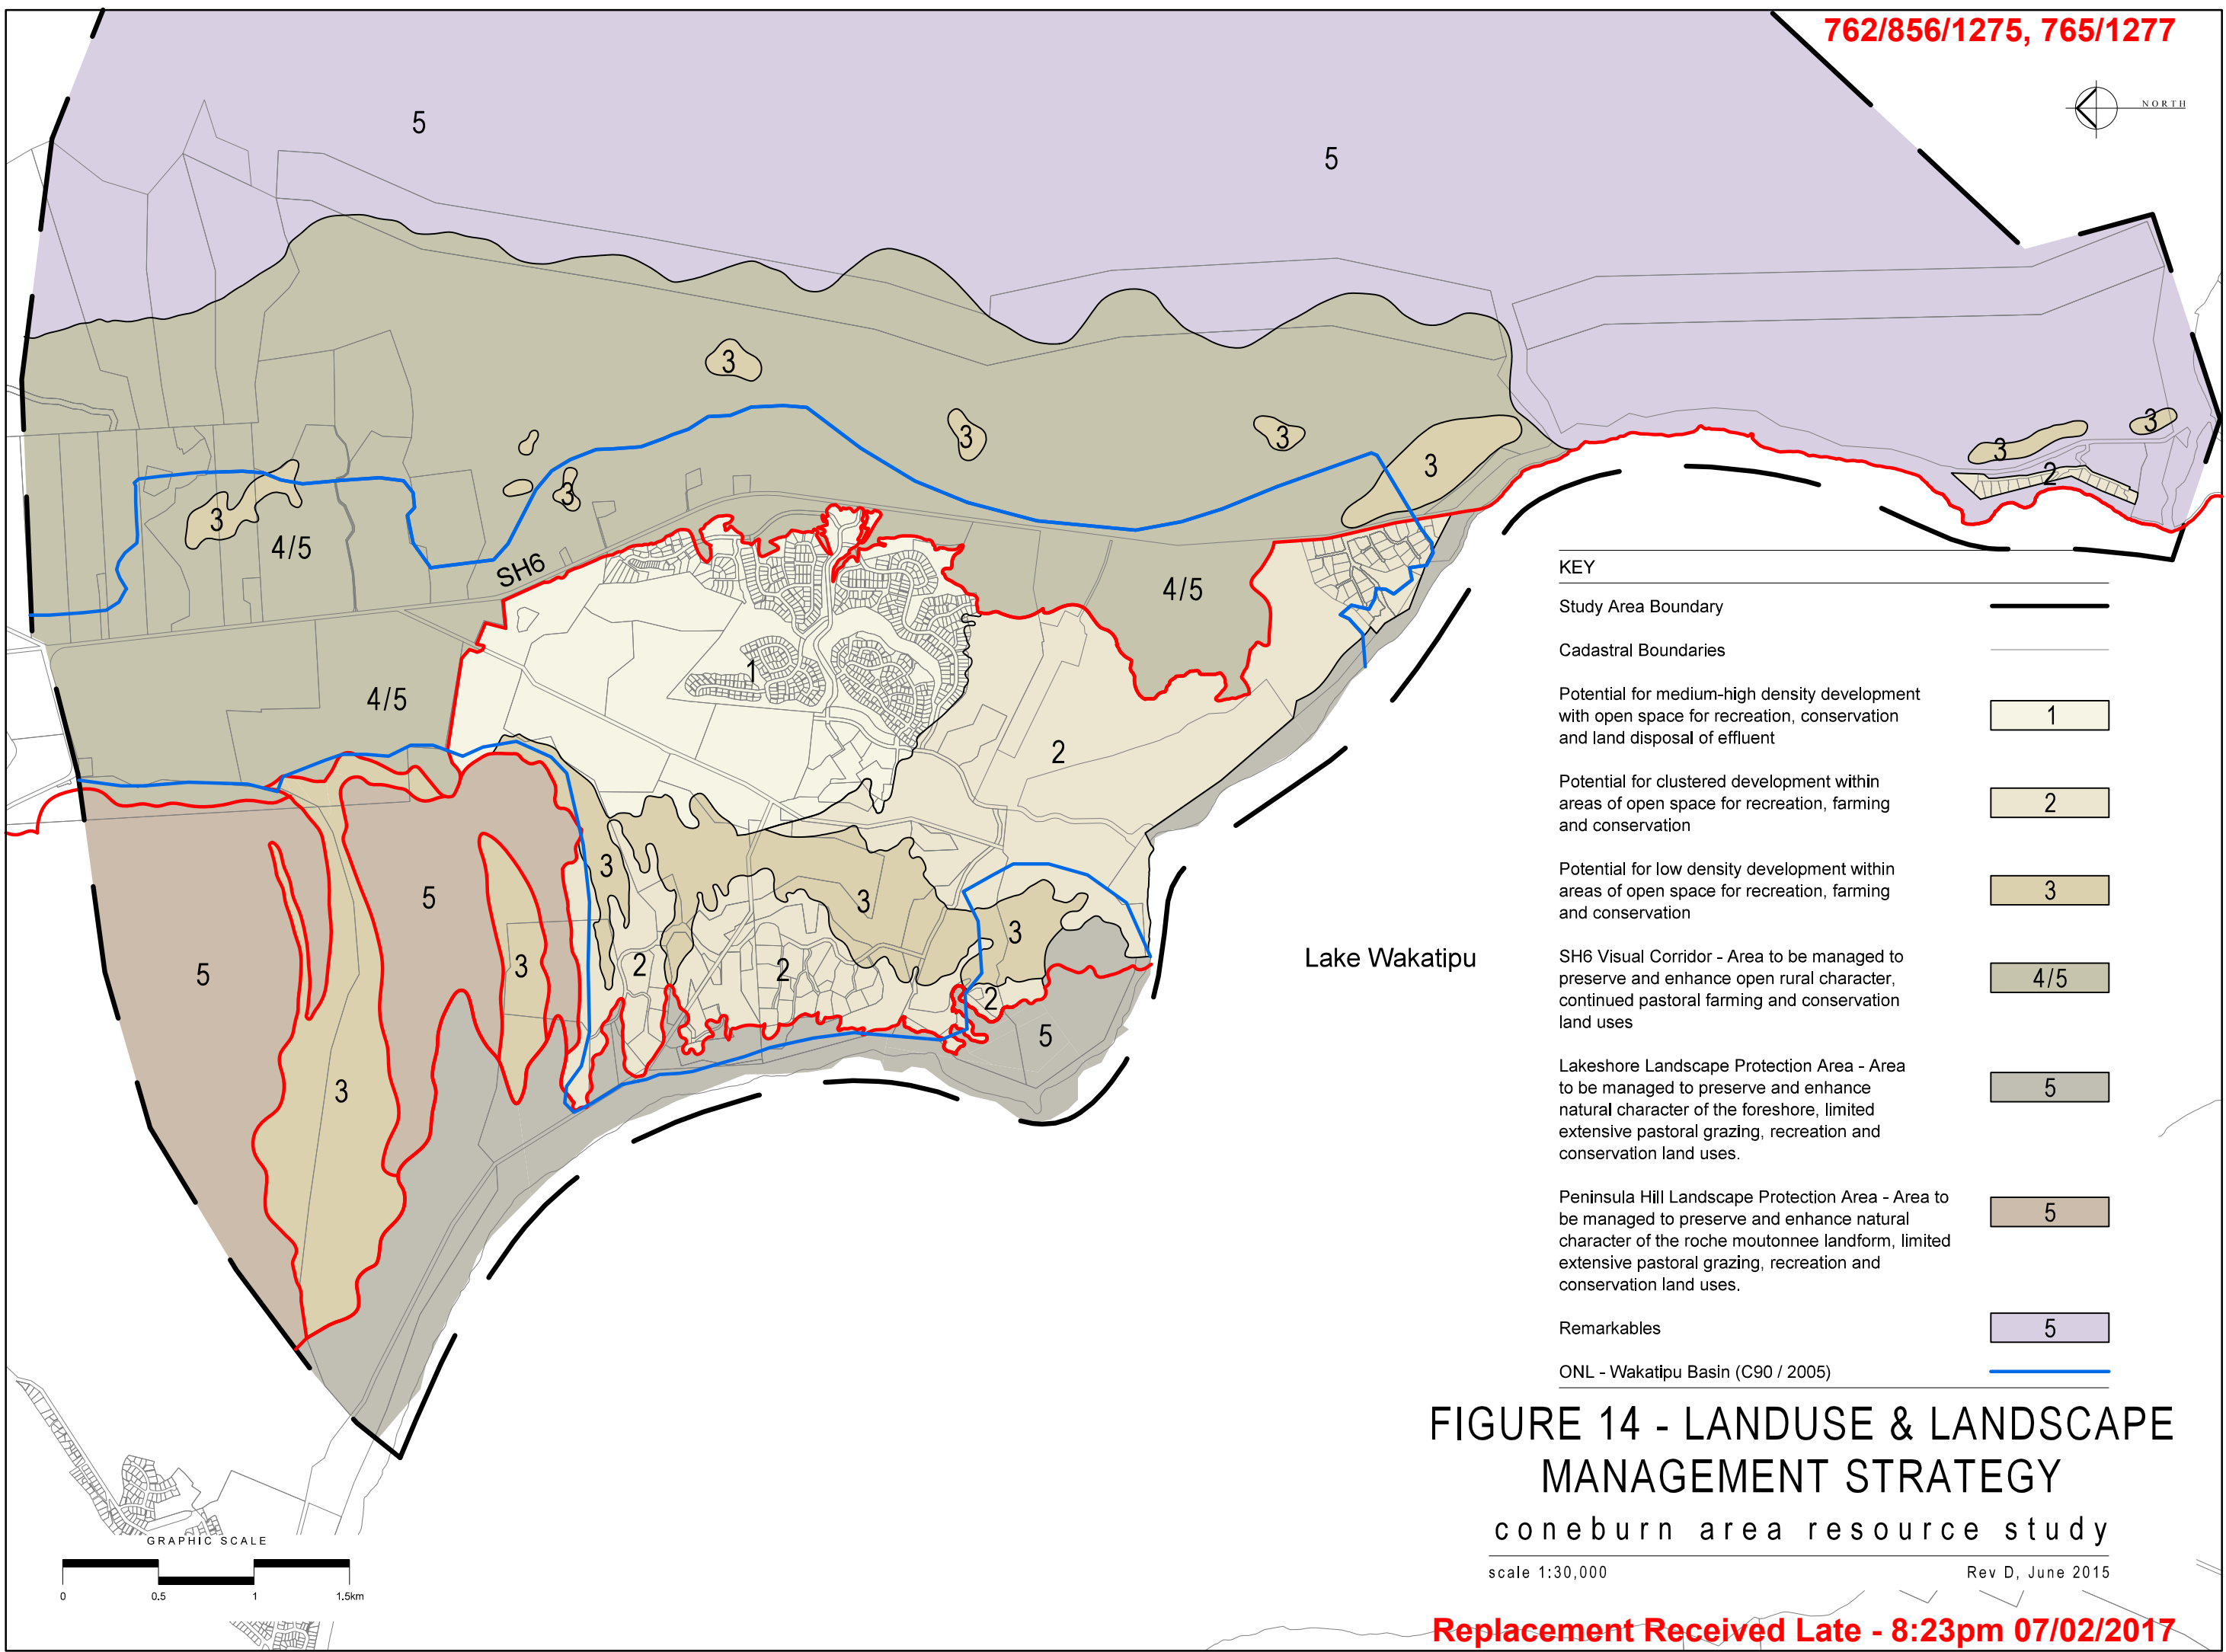 762/856/1275, 765/1277
NORTH
5
5
3
3
3
3
3
3
3
3
2
4/5
SH6
4/5
4/5
1
2
3
3
3
5
5
3
2
2
2
5
3
Lake Wakatipu
KEY
Study Area Boundary
Cadastral Boundaries
Potential for medium-high density development
with open space for recreation, conservation
and land disposal of effluent
1
Potential for clustered development within
areas of open space for recreation, farming
and conservation
2
Potential for low density development within
areas of open space for recreation, farming
and conservation
3
SH6 Visual Corridor - Area to be managed to
preserve and enhance open rural character,
continued pastoral farming and conservation
land uses
4/5
Lakeshore Landscape Protection Area - Area
to be managed to preserve and enhance
natural character of the foreshore, limited
extensive pastoral grazing, recreation and
conservation land uses.
5
Peninsula Hill Landscape Protection Area - Area to
be managed to preserve and enhance natural
character of the roche moutonnee landform, limited
extensive pastoral grazing, recreation and
conservation land uses.
5
Remarkables
5
ONL - Wakatipu Basin (C90 / 2005)
FIGURE 14 - LANDUSE & LANDSCAPE
MANAGEMENT STRATEGY
coneburn area resource study
scale 1:30,000
Rev D, June 2015
GRAPHIC SCALE
0 0.5 1 1.5km
Replacement Received Late - 8:23pm 07/02/2017